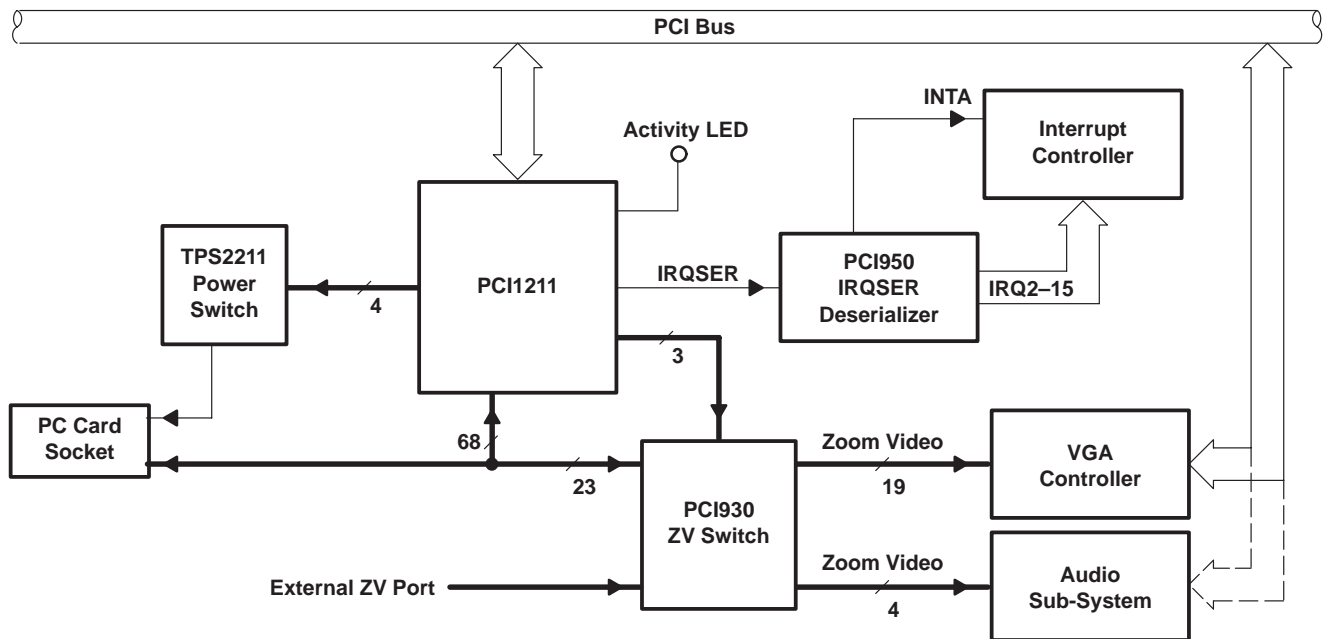 PCI Bus
INTA
Interrupt
Controller
Activity LED
TPS2211
Power
Switch
4
PCI1211
IRQSER
PCI950
IRQSER
Deserializer
IRQ2–15
3
PC Card
Socket
68
23
PCI930
ZV Switch
Zoom Video
19
VGA
Controller
External ZV Port
Zoom Video
4
Audio
Sub-System